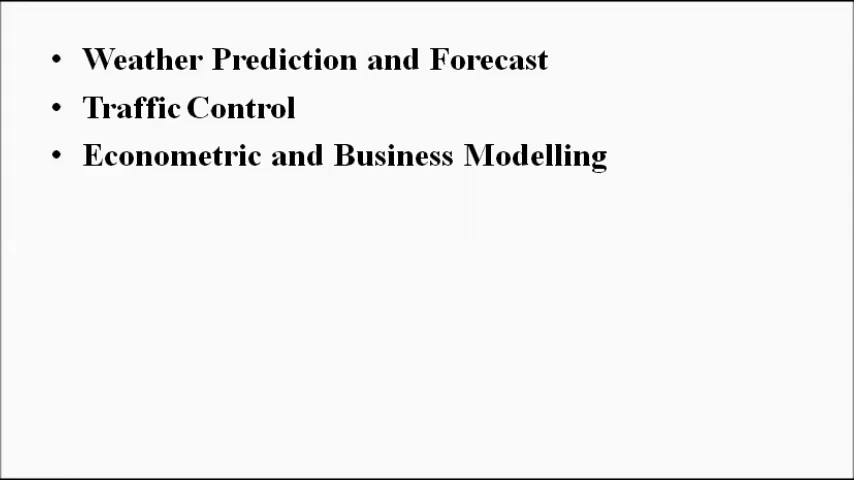 • Weather Prediction and Forecast
• Traffic Control
• Econometric and Business Modelling